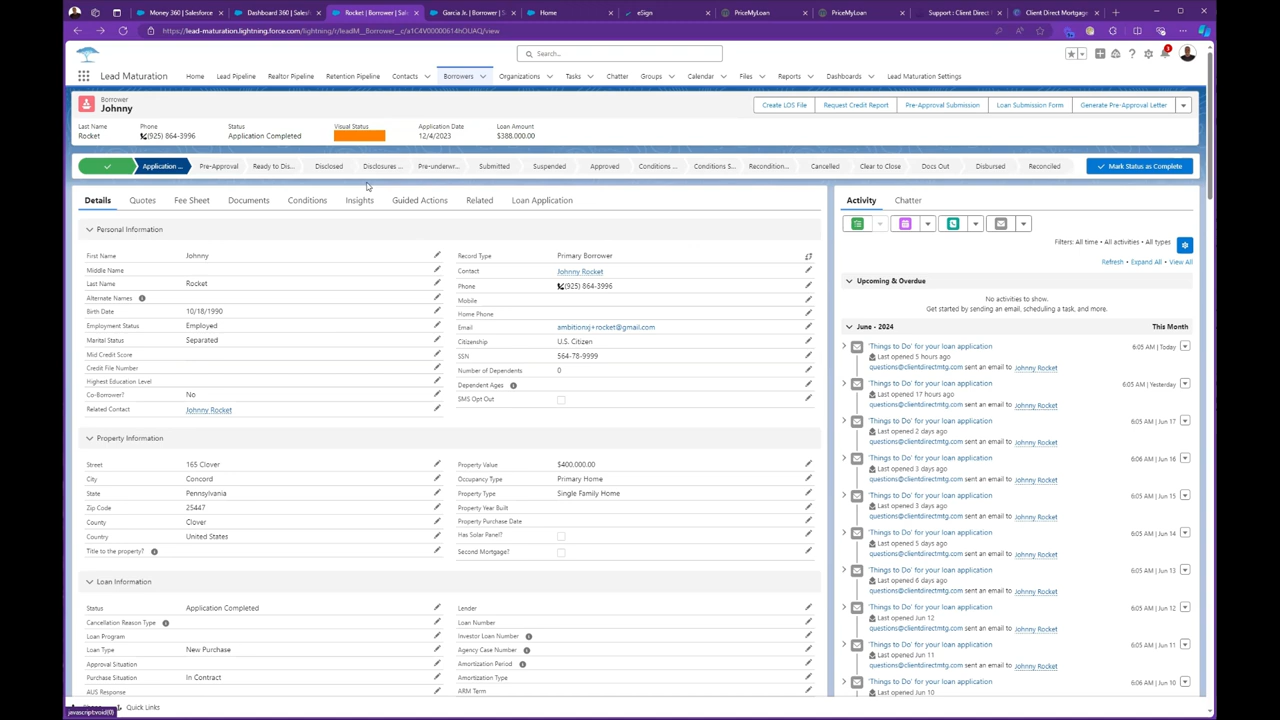 Money 360 | Salesforce
Dashboard 360 | Salesf
Rocket | Borrower | Sale
Garcia Jr. | Borrower | S
Home
eSign
PriceMyLoan
PriceMyLoan
Support : Client Direct M
Client Direct Mortgage
https://lead-maturation.lightning.force.com/lightning/r/leadM__Borrower__c/a1C4V00000614hOUAQ/view
Search...
Lead Maturation
Home Lead Pipeline Realtor Pipeline Retention Pipeline Contacts Borrowers Organizations Tasks Chatter Groups Calendar Files Reports Dashboards Lead Maturation Settings
Borrower
Johnny
Create LOS File Request Credit Report Pre-Approval Submission Loan Submission Form Generate Pre-Approval Letter
Last Name Phone Status Visual Status Application Date Loan Amount
Rocket (925) 864-3996 Application Completed 12/4/2023 $388,000.00
Application ... Pre-Approval Ready to Dis... Disclosed Disclosures ... Pre-underwr... Submitted Suspended Approved Conditions ... Conditions S... Recondition... Cancelled Clear to Close Docs Out Disbursed Reconciled Mark Status as Complete
Details Quotes Fee Sheet Documents Conditions Insights Guided Actions Related Loan Application
Personal Information
First Name Johnny
Middle Name
Last Name Rocket
Alternate Names
Birth Date 10/18/1990
Employment Status Employed
Marital Status Separated
Mid Credit Score
Credit File Number
Highest Education Level
Co-Borrower? No
Related Contact Johnny Rocket
Record Type Primary Borrower
Contact Johnny Rocket
Phone (925) 864-3996
Mobile
Home Phone
Email ambitionxj+rocket@gmail.com
Citizenship U.S. Citizen
SSN 564-78-9999
Number of Dependents 0
Dependent Ages
SMS Opt Out
Property Information
Street 165 Clover
City Concord
State Pennsylvania
Zip Code 25447
County Clover
Country United States
Title to the property?
Property Value $400,000.00
Occupancy Type Primary Home
Property Type Single Family Home
Property Year Built
Property Purchase Date
Has Solar Panel?
Second Mortgage?
Loan Information
Status Application Completed
Cancellation Reason Type
Loan Program
Loan Type New Purchase
Approval Situation
Purchase Situation In Contract
AUS Response
Lender
Loan Number
Investor Loan Number
Agency Case Number
Amortization Period
Amortization Type
ARM Term
Activity Chatter
Filters: All time • All activities • All types
Refresh • Expand All • View All
Upcoming & Overdue
No activities to show.
Get started by sending an email, scheduling a task, and more.
June • 2024 This Month
'Things to Do' for your loan application 6:05 AM | Today
Last opened 5 hours ago
questions@clientdirectmtg.com sent an email to Johnny Rocket
'Things to Do' for your loan application 6:05 AM | Yesterday
Last opened 17 hours ago
questions@clientdirectmtg.com sent an email to Johnny Rocket
'Things to Do' for your loan application 6:05 AM | Jun 17
Last opened 2 days ago
questions@clientdirectmtg.com sent an email to Johnny Rocket
'Things to Do' for your loan application 6:06 AM | Jun 16
Last opened 3 days ago
questions@clientdirectmtg.com sent an email to Johnny Rocket
'Things to Do' for your loan application 6:05 AM | Jun 15
Last opened 3 days ago
questions@clientdirectmtg.com sent an email to Johnny Rocket
'Things to Do' for your loan application 6:05 AM | Jun 14
Last opened 5 days ago
questions@clientdirectmtg.com sent an email to Johnny Rocket
'Things to Do' for your loan application 6:05 AM | Jun 13
Last opened 6 days ago
questions@clientdirectmtg.com sent an email to Johnny Rocket
'Things to Do' for your loan application 6:05 AM | Jun 12
Last opened Jun 12
questions@clientdirectmtg.com sent an email to Johnny Rocket
'Things to Do' for your loan application 6:05 AM | Jun 11
Last opened Jun 11
questions@clientdirectmtg.com sent an email to Johnny Rocket
'Things to Do' for your loan application 6:06 AM | Jun 10
Last opened Jun 10
Quick Links
javascript:void(0)